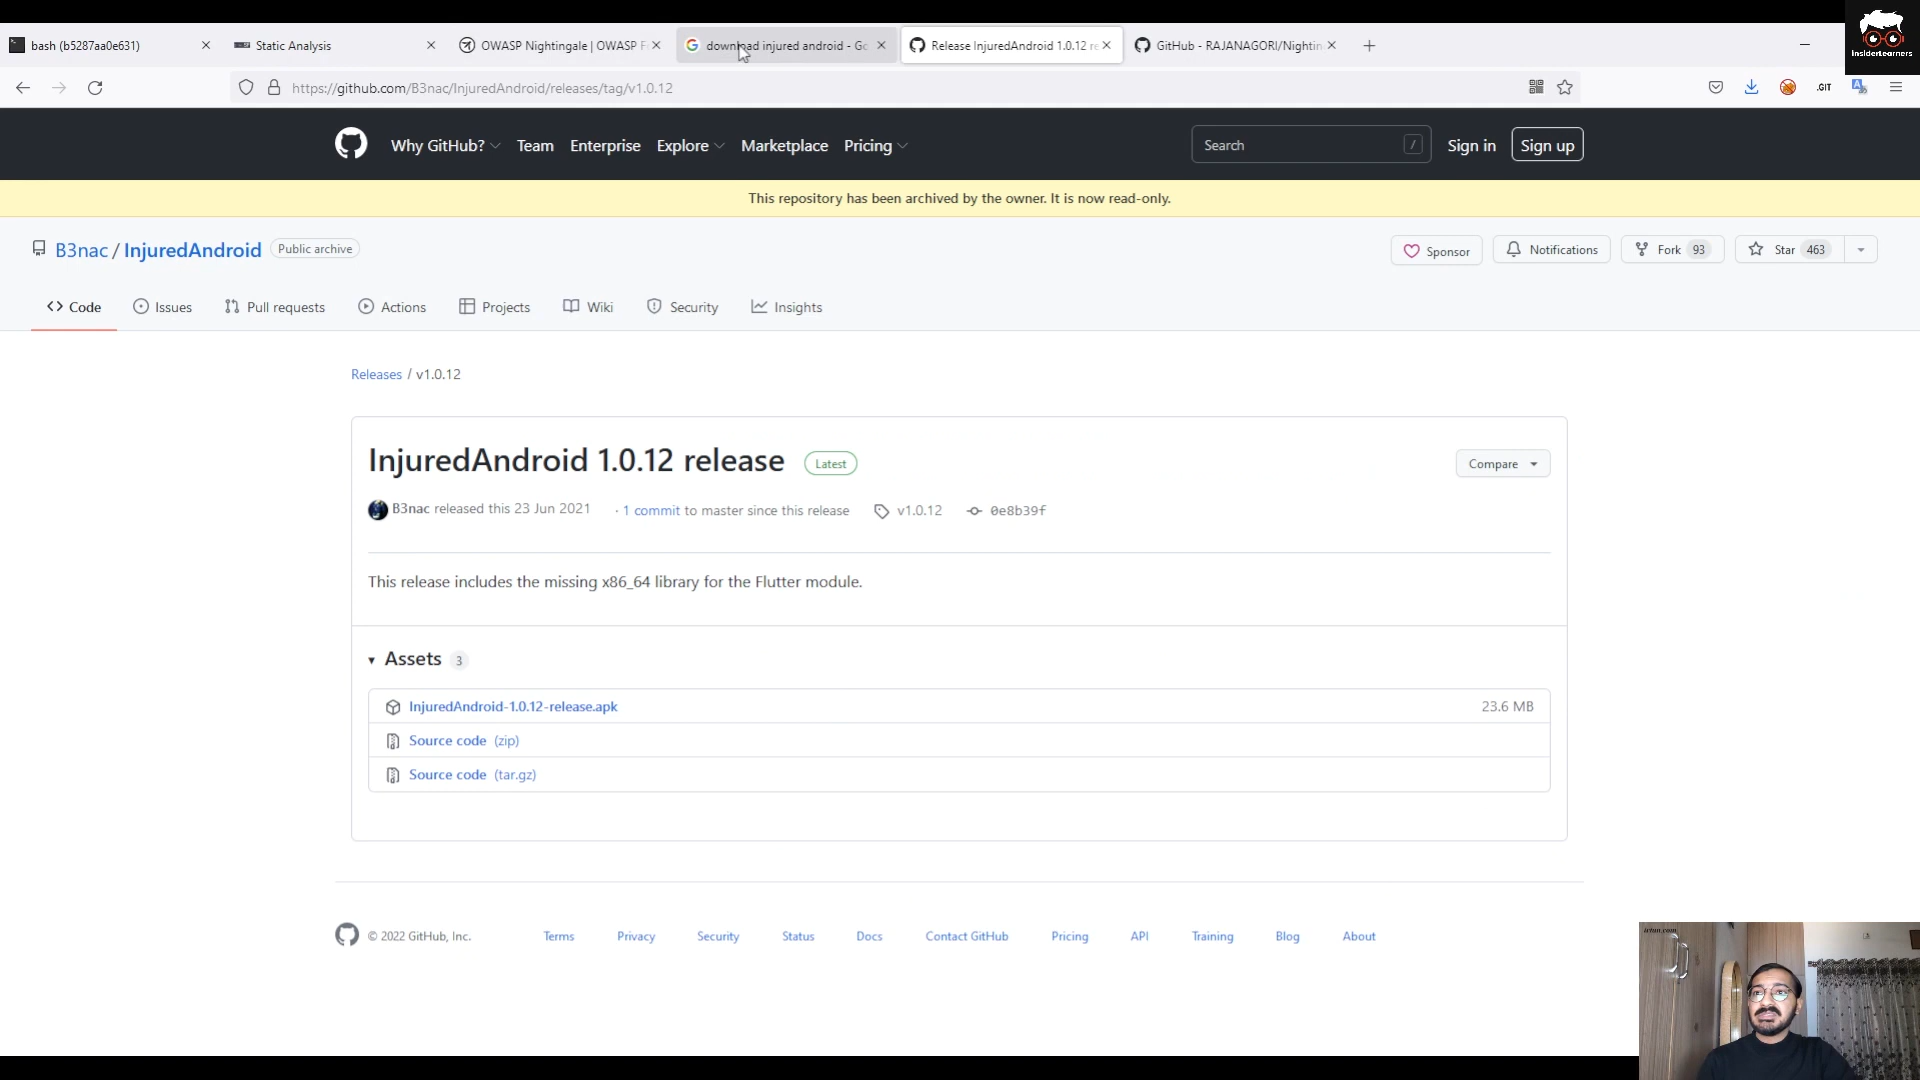 bash (b5287aa0e631)
Static Analysis
OWASP Nightingale | OWASP F
download injured android - Go
Release InjuredAndroid 1.0.12 re
GitHub - RAJANAGORI/Nightin
InsiderLearners
https://github.com/B3nac/InjuredAndroid/releases/tag/v1.0.12
.GIT
Why GitHub? Team Enterprise Explore Marketplace Pricing
Search /
Sign in
Sign up
This repository has been archived by the owner. It is now read-only.
B3nac / InjuredAndroid Public archive
Sponsor
Notifications
Fork 93
Star 463
Code Issues Pull requests Actions Projects Wiki Security Insights
Releases / v1.0.12
InjuredAndroid 1.0.12 release Latest
Compare
B3nac released this 23 Jun 2021 · 1 commit to master since this release v1.0.12 0e8b39f
This release includes the missing x86_64 library for the Flutter module.
Assets 3
InjuredAndroid-1.0.12-release.apk 23.6 MB
Source code (zip)
Source code (tar.gz)
© 2022 GitHub, Inc. Terms Privacy Security Status Docs Contact GitHub Pricing API Training Blog About